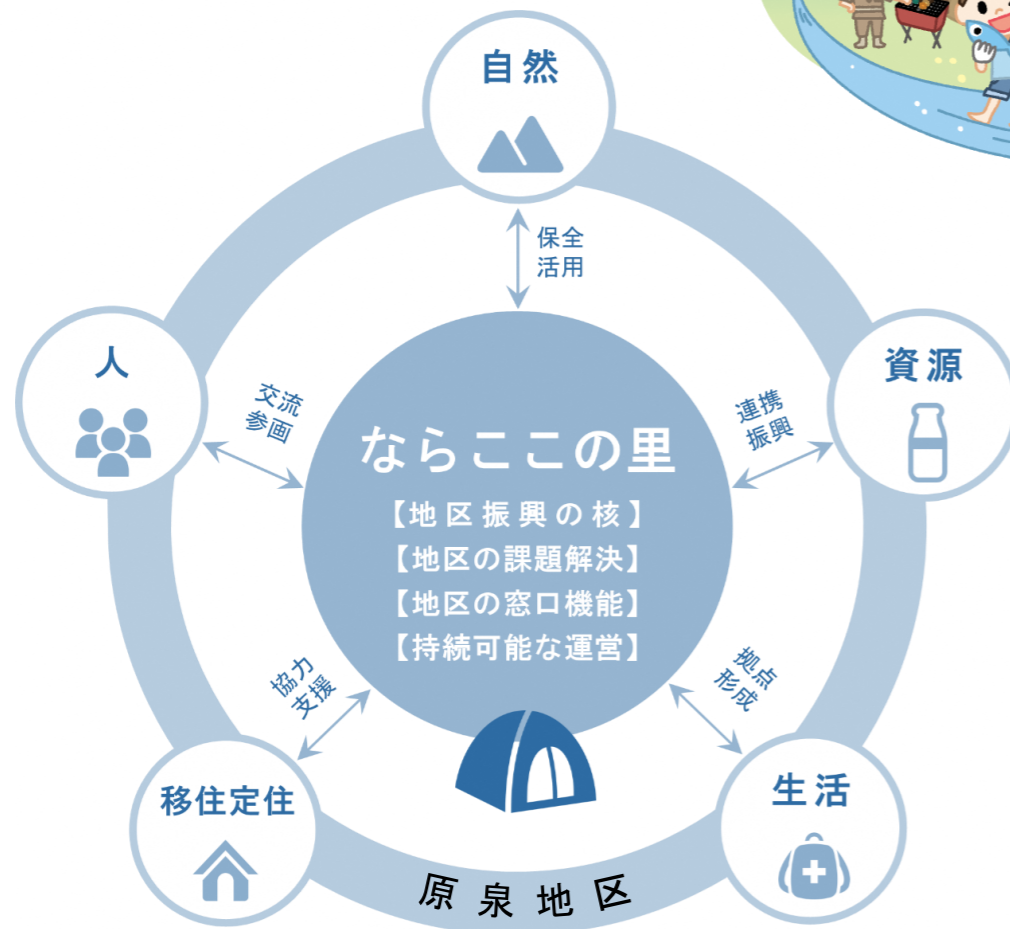 自然
保全
活用
人
交流
参画
資源
連携
振興
ならここの里
【地区振興の核】
【地区の課題解決】
【地区の窓口機能】
【持続可能な運営】
協力
支援
拠点
形成
移住定住
生活
原泉地区